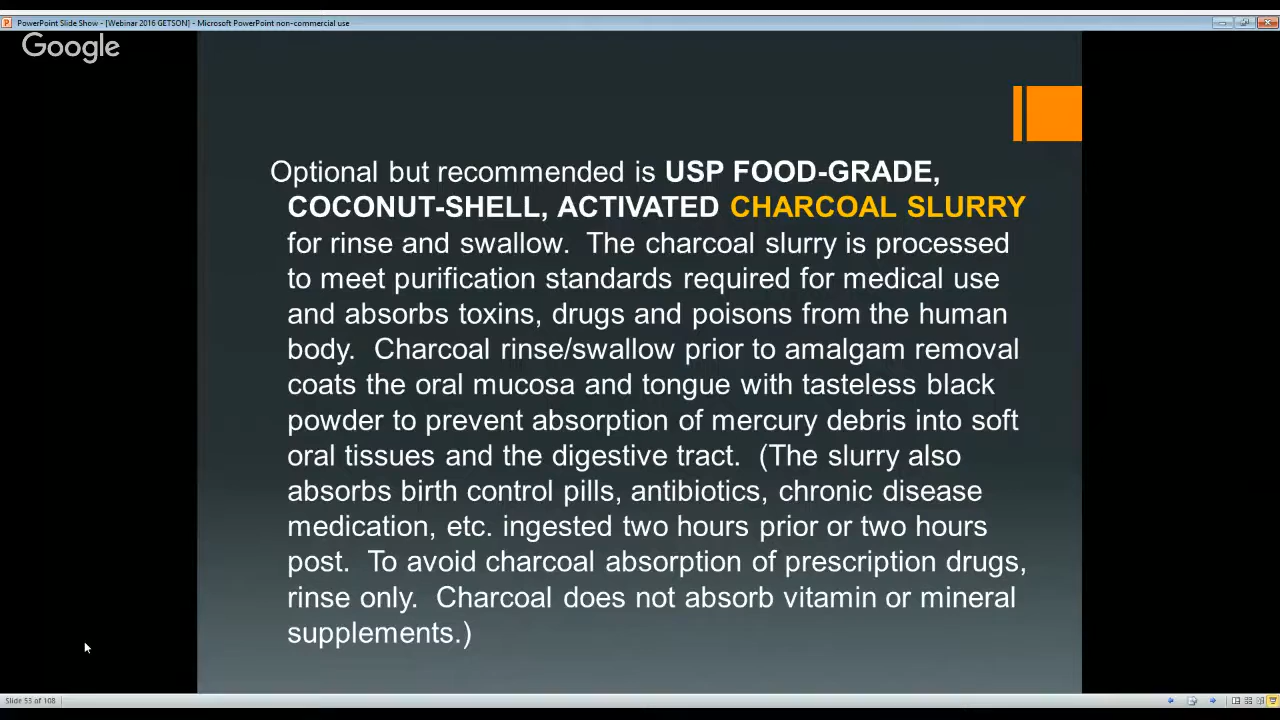 PowerPoint Slide Show - [Webinar 2016 GETSON] - Microsoft PowerPoint non-commercial use
Google
Optional but recommended is USP FOOD-GRADE,
COCONUT-SHELL, ACTIVATED CHARCOAL SLURRY
for rinse and swallow.  The charcoal slurry is processed
to meet purification standards required for medical use
and absorbs toxins, drugs and poisons from the human
body.  Charcoal rinse/swallow prior to amalgam removal
coats the oral mucosa and tongue with tasteless black
powder to prevent absorption of mercury debris into soft
oral tissues and the digestive tract.  (The slurry also
absorbs birth control pills, antibiotics, chronic disease
medication, etc. ingested two hours prior or two hours
post.  To avoid charcoal absorption of prescription drugs,
rinse only.  Charcoal does not absorb vitamin or mineral
supplements.)
Slide 53 of 108